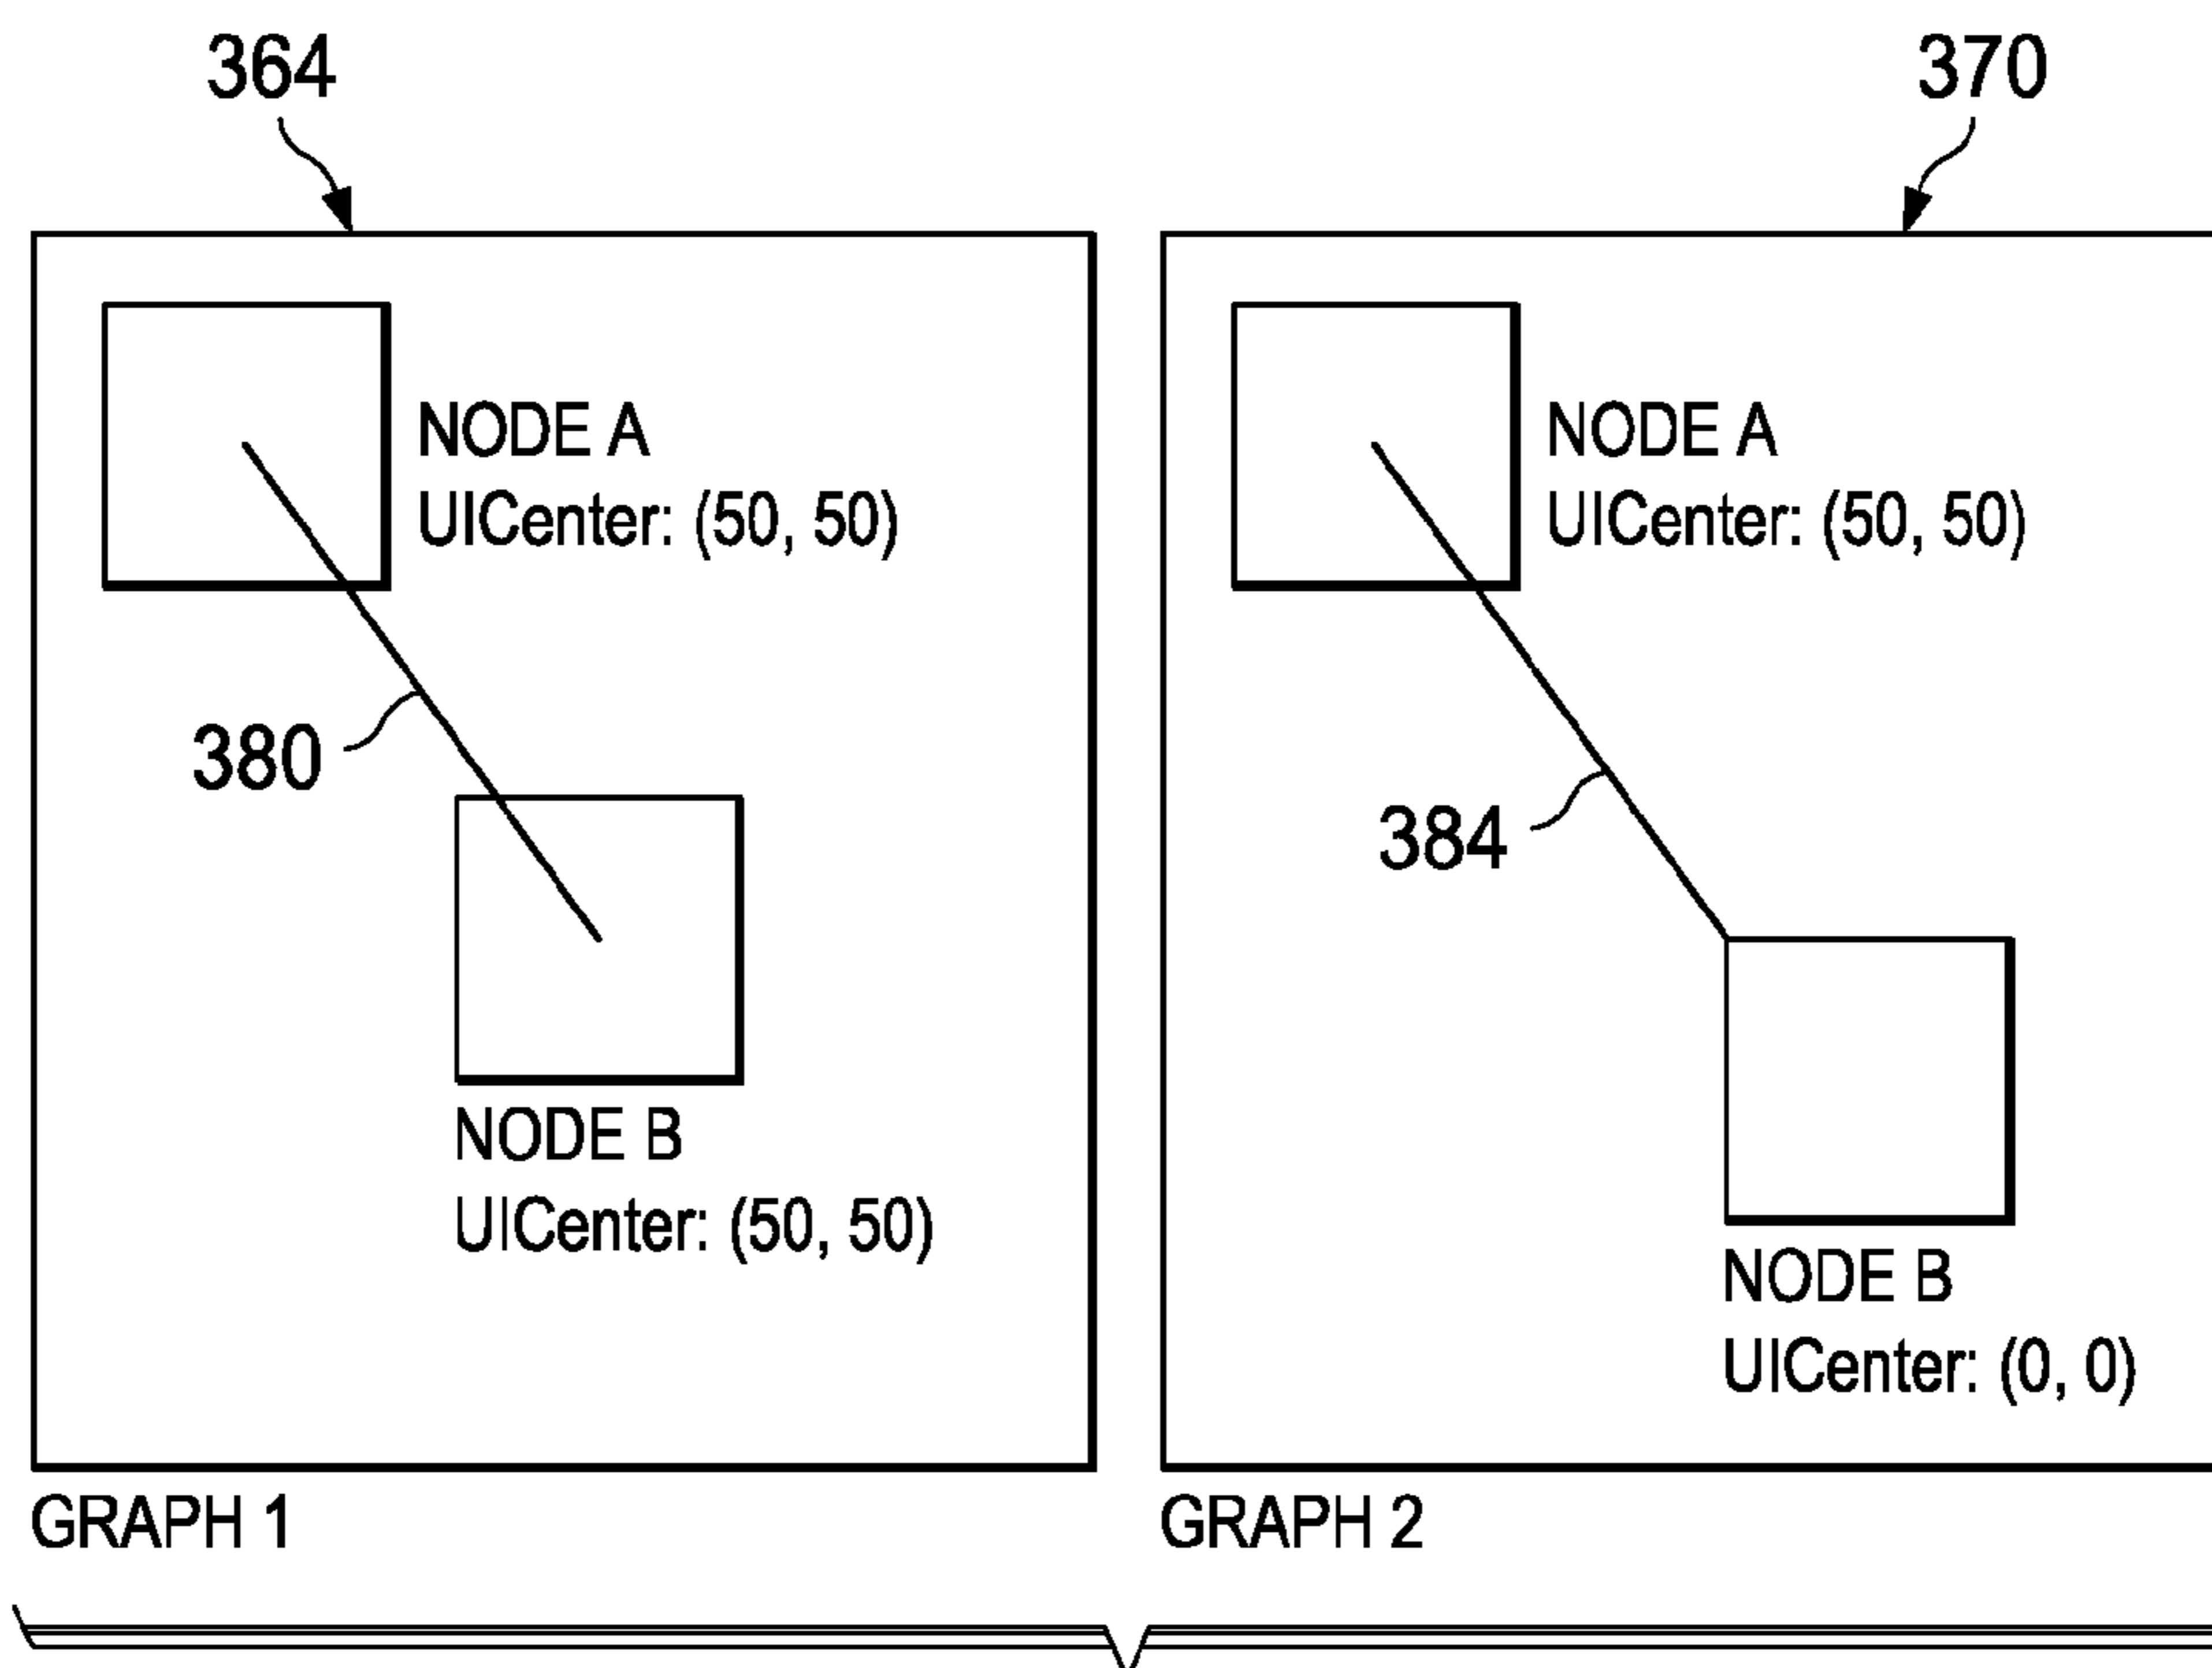 364
370
NODE A
UICenter: (50, 50)
380
NODE B
UICenter: (50, 50)
GRAPH 1
NODE A
UICenter: (50, 50)
384
NODE B
UICenter: (0, 0)
GRAPH 2